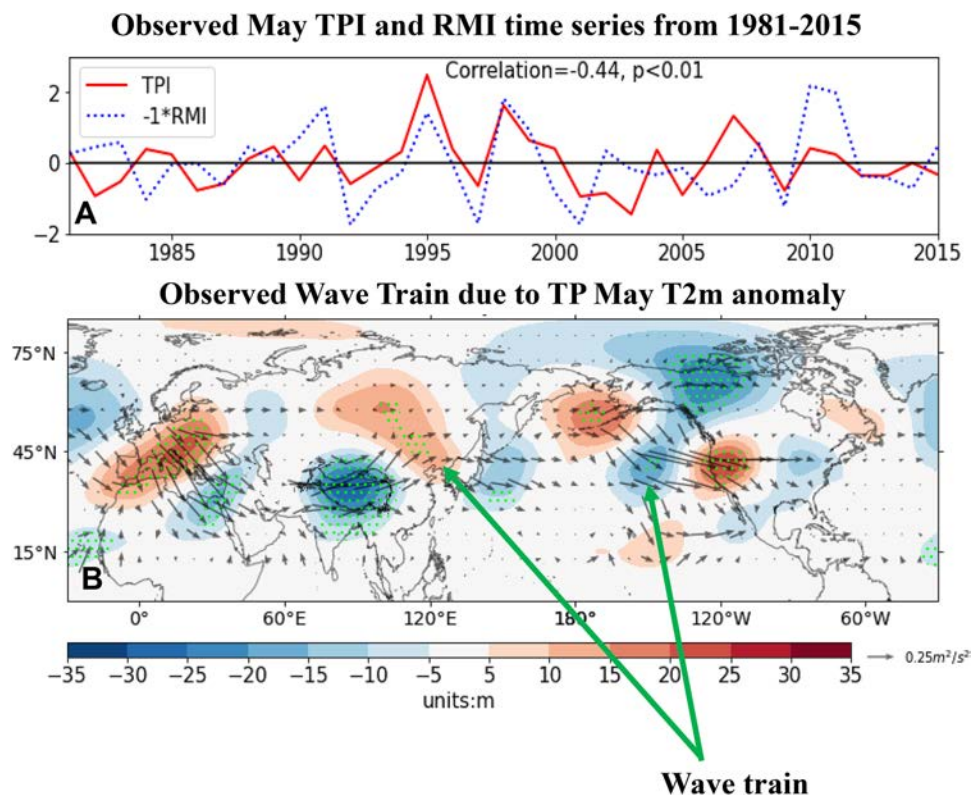 Observed May TPI and RMI time series from 1981-2015
Correlation=-0.44, p<0.01
TPI
-1*RMI
2
0
−2
A
1985 1990 1995 2000 2005 2010 2015
Observed Wave Train due to TP May T2m anomaly
75°N
45°N
15°N
B
0° 60°E 120°E 180° 120°W 60°W
0.25m²/s²
−35 −30 −25 −20 −15 −10 −5 5 10 15 20 25 30 35
units:m
Wave train